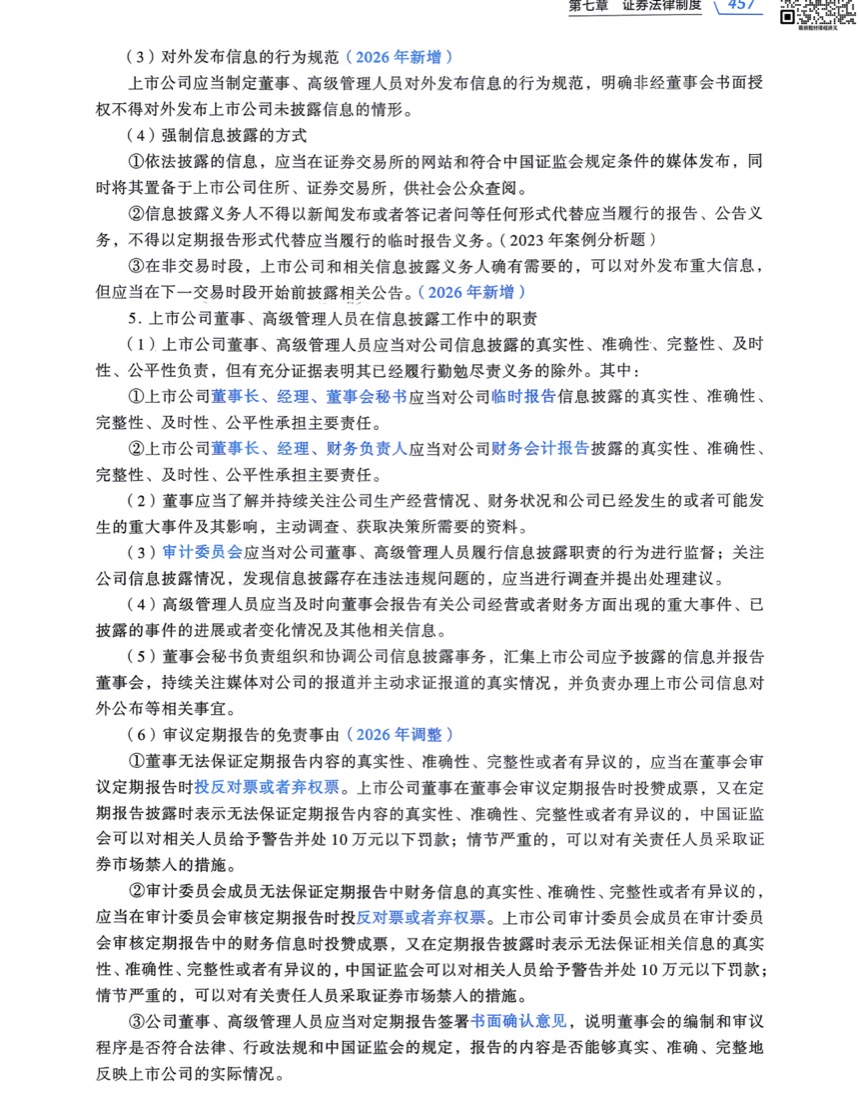 第七章 证券法律制度 457
(3)对外发布信息的行为规范(2026年新增)
上市公司应当制定董事、高级管理人员对外发布信息的行为规范，明确非经董事会书面授
权不得对外发布上市公司未披露信息的情形。
(4)强制信息披露的方式
①依法披露的信息，应当在证券交易所的网站和符合中国证监会规定条件的媒体发布，同
时将其置备于上市公司住所、证券交易所，供社会公众查阅。
②信息披露义务人不得以新闻发布或者答记者问等任何形式代替应当履行的报告、公告义
务，不得以定期报告形式代替应当履行的临时报告义务。(2023年案例分析题)
③在非交易时段，上市公司和相关信息披露义务人确有需要的，可以对外发布重大信息，
但应当在下一交易时段开始前披露相关公告。(2026年新增)
5. 上市公司董事、高级管理人员在信息披露工作中的职责
(1)上市公司董事、高级管理人员应当对公司信息披露的真实性、准确性、完整性、及时
性、公平性负责，但有充分证据表明其已经履行勤勉尽责义务的除外。其中：
①上市公司董事长、经理、董事会秘书应当对公司临时报告信息披露的真实性、准确性、
完整性、及时性、公平性承担主要责任。
②上市公司董事长、经理、财务负责人应当对公司财务会计报告披露的真实性、准确性、
完整性、及时性、公平性承担主要责任。
(2)董事应当了解并持续关注公司生产经营情况、财务状况和公司已经发生的或者可能发
生的重大事件及其影响，主动调查、获取决策所需要的资料。
(3)审计委员会应当对公司董事、高级管理人员履行信息披露职责的行为进行监督；关注
公司信息披露情况，发现信息披露存在违法违规问题的，应当进行调查并提出处理建议。
(4)高级管理人员应当及时向董事会报告有关公司经营或者财务方面出现的重大事件、已
披露的事件的进展或者变化情况及其他相关信息。
(5)董事会秘书负责组织和协调公司信息披露事务，汇集上市公司应予披露的信息并报告
董事会，持续关注媒体对公司的报道并主动求证报道的真实情况，并负责办理上市公司信息对
外公布等相关事宜。
(6)审议定期报告的免责事由(2026年调整)
①董事无法保证定期报告内容的真实性、准确性、完整性或者有异议的，应当在董事会审
议定期报告时投反对票或者弃权票。上市公司董事在董事会审议定期报告时投赞成票，又在定
期报告披露时表示无法保证定期报告内容的真实性、准确性、完整性或者有异议的，中国证监
会可以对相关人员给予警告并处10万元以下罚款；情节严重的，可以对有关责任人员采取证
券市场禁入的措施。
②审计委员会成员无法保证定期报告中财务信息的真实性、准确性、完整性或者有异议的，
应当在审计委员会审核定期报告时投反对票或者弃权票。上市公司审计委员会成员在审计委员
会审核定期报告中的财务信息时投赞成票，又在定期报告披露时表示无法保证相关信息的真实
性、准确性、完整性或者有异议的，中国证监会可以对相关人员给予警告并处10万元以下罚款；
情节严重的，可以对有关责任人员采取证券市场禁入的措施。
③公司董事、高级管理人员应当对定期报告签署书面确认意见，说明董事会的编制和审议
程序是否符合法律、行政法规和中国证监会的规定，报告的内容是否能够真实、准确、完整地
反映上市公司的实际情况。